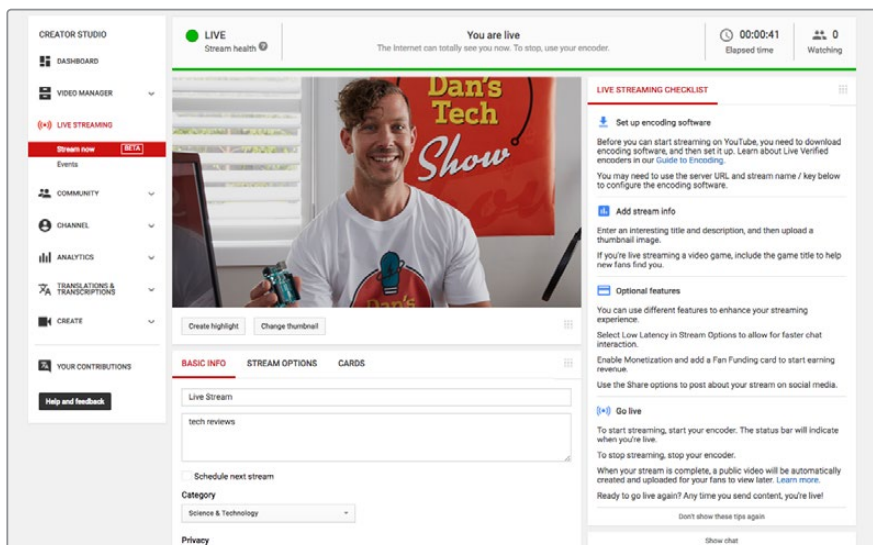 CREATOR STUDIO
DASHBOARD
VIDEO MANAGER
LIVE STREAMING
Stream now BETA
Events
COMMUNITY
CHANNEL
ANALYTICS
TRANSLATIONS &
TRANSCRIPTIONS
CREATE
YOUR CONTRIBUTIONS
Help and feedback
LIVE
Stream health ?
You are live
The Internet can totally see you now. To stop, use your encoder.
00:00:41
Elapsed time
0
Watching
Dan's
Tech
Show
Dan's
Create highlight
Change thumbnail
BASIC INFO STREAM OPTIONS CARDS
Live Stream
tech reviews
Schedule next stream
Category
Science & Technology
Privacy
LIVE STREAMING CHECKLIST
Set up encoding software
Before you can start streaming on YouTube, you need to download
encoding software, and then set it up. Learn about Live Verified
encoders in our Guide to Encoding.
You may need to use the server URL and stream name / key below
to configure the encoding software.
Add stream info
Enter an interesting title and description, and then upload a
thumbnail image.
If you're live streaming a video game, include the game title to help
new fans find you.
Optional features
You can use different features to enhance your streaming
experience.
Select Low Latency in Stream Options to allow for faster chat
interaction.
Enable Monetization and add a Fan Funding card to start earning
revenue.
Use the Share options to post about your stream on social media.
Go live
To start streaming, start your encoder. The status bar will indicate
when you're live.
To stop streaming, stop your encoder.
When your stream is complete, a public video will be automatically
created and uploaded for your fans to view later. Learn more.
Ready to go live again? Any time you send content, you're live!
Don't show these tips again
Show chat